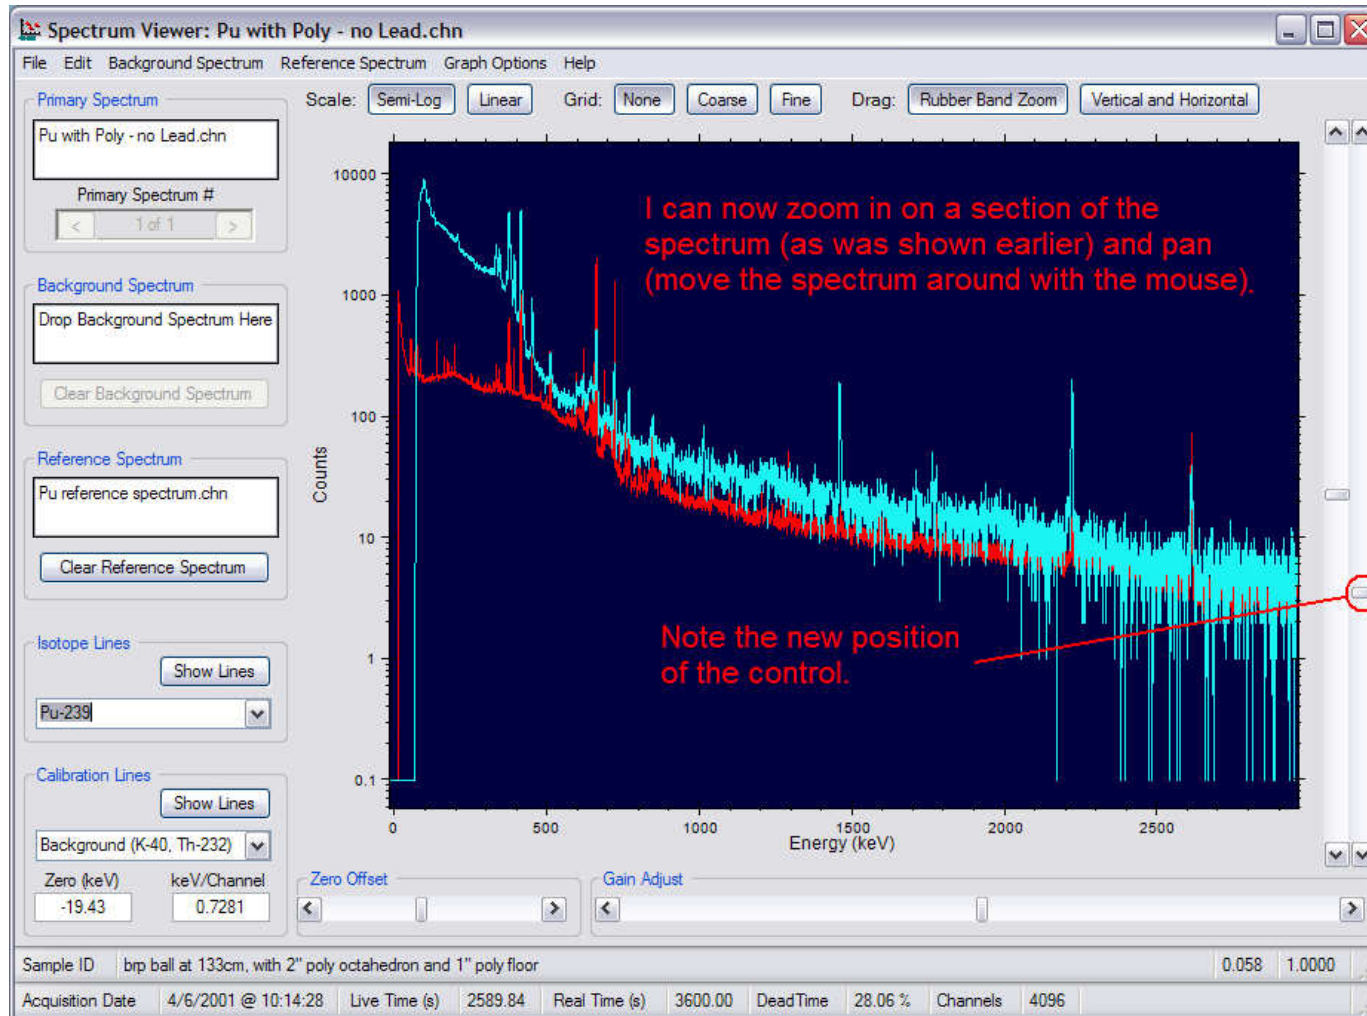 Spectrum Viewer: Pu with Poly - no Lead.chn
File Edit Background Spectrum Reference Spectrum Graph Options Help
Primary Spectrum
Pu with Poly - no Lead.chn
Primary Spectrum #
< 1 of 1 >
Background Spectrum
Drop Background Spectrum Here
Clear Background Spectrum
Reference Spectrum
Pu reference spectrum.chn
Clear Reference Spectrum
Isotope Lines
Show Lines
Pu-239
Calibration Lines
Show Lines
Background (K-40, Th-232)
Zero (keV) keV/Channel
-19.43 0.7281
Scale: Semi-Log Linear Grid: None Coarse Fine Drag: Rubber Band Zoom Vertical and Horizontal
I can now zoom in on a section of the
spectrum (as was shown earlier) and pan
(move the spectrum around with the mouse).
Note the new position
of the control.
Counts
10000
1000
100
10
1
0.1
0 500 1000 1500 2000 2500
Energy (keV)
Zero Offset
Gain Adjust
Sample ID brp ball at 133cm, with 2" poly octahedron and 1" poly floor 0.058 1.0000
Acquisition Date 4/6/2001 @ 10:14:28 Live Time (s) 2589.84 Real Time (s) 3600.00 DeadTime 28.06 % Channels 4096